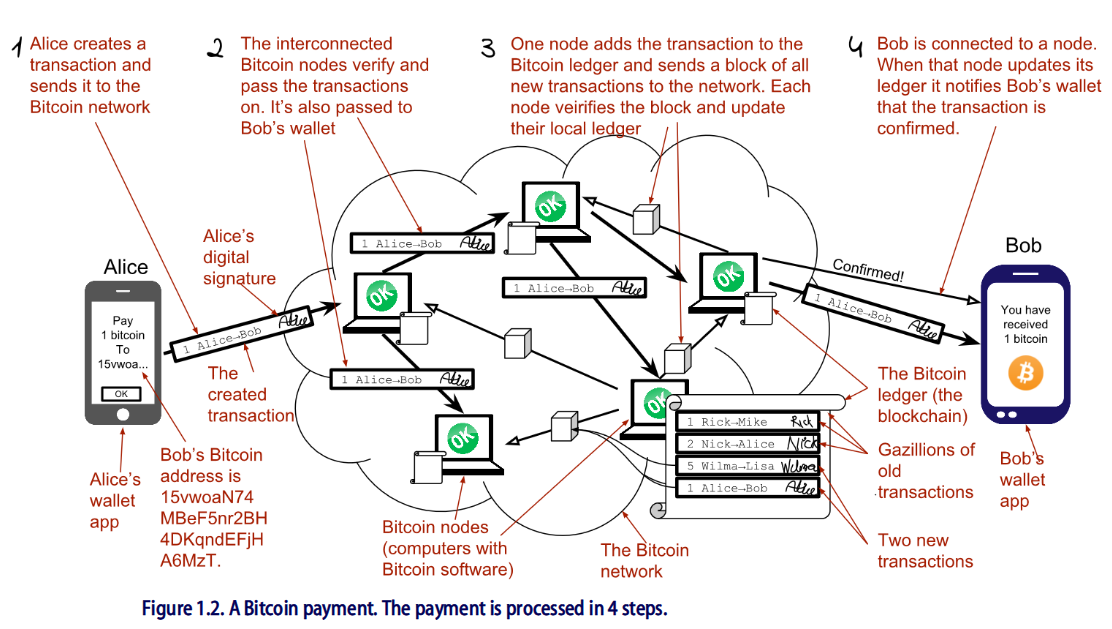 1 Alice creates a
transaction and
sends it to the
Bitcoin network
2 The interconnected
Bitcoin nodes verify and
pass the transactions
on. It's also passed to
Bob's wallet
3 One node adds the transaction to the
Bitcoin ledger and sends a block of all
new transactions to the network. Each
node veirifies the block and update
their local ledger
4 Bob is connected to a node.
When that node updates its
ledger it notifies Bob's wallet
that the transaction is
confirmed.
Alice's
digital
signature
Alice
Pay
1 bitcoin
To
15vwoa...
OK
1 Alice→Bob Alice
The
created
transaction
Alice's
wallet
app
Bob's Bitcoin
address is
15vwoaN74
MBeF5nr2BH
4DKqndEFjH
A6MzT.
OK
1 Alice→Bob Alice
OK
1 Alice→Bob Alice
1 Alice→Bob Alice
OK
OK
OK
Confirmed!
1 Alice→Bob Alice
Bob
You have
received
1 bitcoin
Bob's
wallet
app
1 Rick→Mike Rick
2 Nick→Alice Nick
5 Wilma→Lisa Wilma
1 Alice→Bob Alice
The Bitcoin
ledger (the
blockchain)
Gazillions of
old
transactions
Two new
transactions
Bitcoin nodes
(computers with
Bitcoin software)
The Bitcoin
network
Figure 1.2. A Bitcoin payment. The payment is processed in 4 steps.